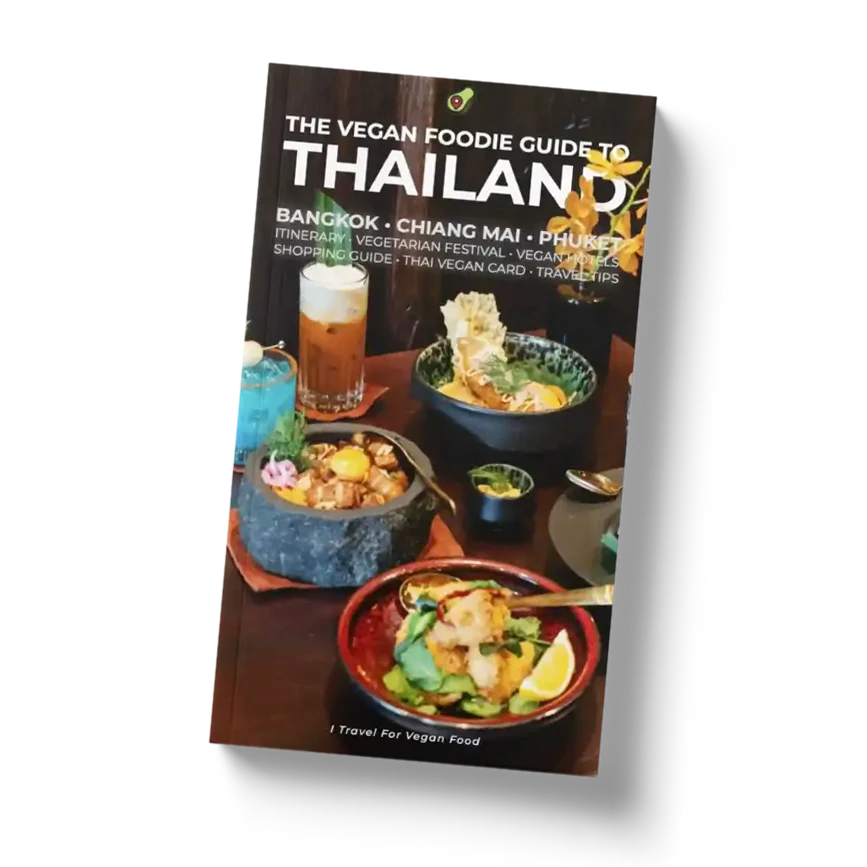 THE VEGAN FOODIE GUIDE TO
THAILAND
BANGKOK • CHIANG MAI • PHUKET
ITINERARY • VEGETARIAN FESTIVAL • VEGAN HOTELS
SHOPPING GUIDE • THAI VEGAN CARD • TRAVEL TIPS
I Travel For Vegan Food